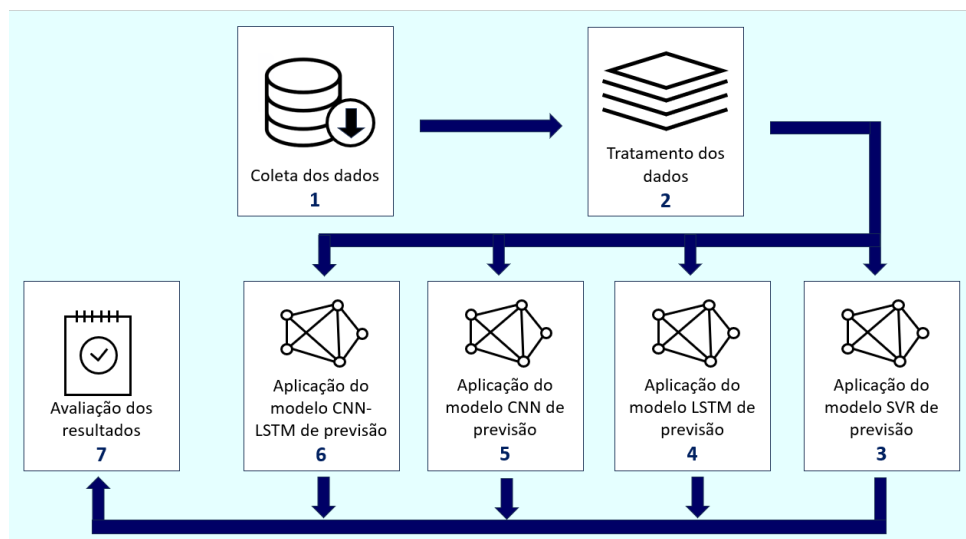 Coleta dos dados
1
Tratamento dos
dados
2
Avaliação dos
resultados
7
Aplicação do
modelo CNN-
LSTM de previsão
6
Aplicação do
modelo CNN de
previsão
5
Aplicação do
modelo LSTM de
previsão
4
Aplicação do
modelo SVR de
previsão
3